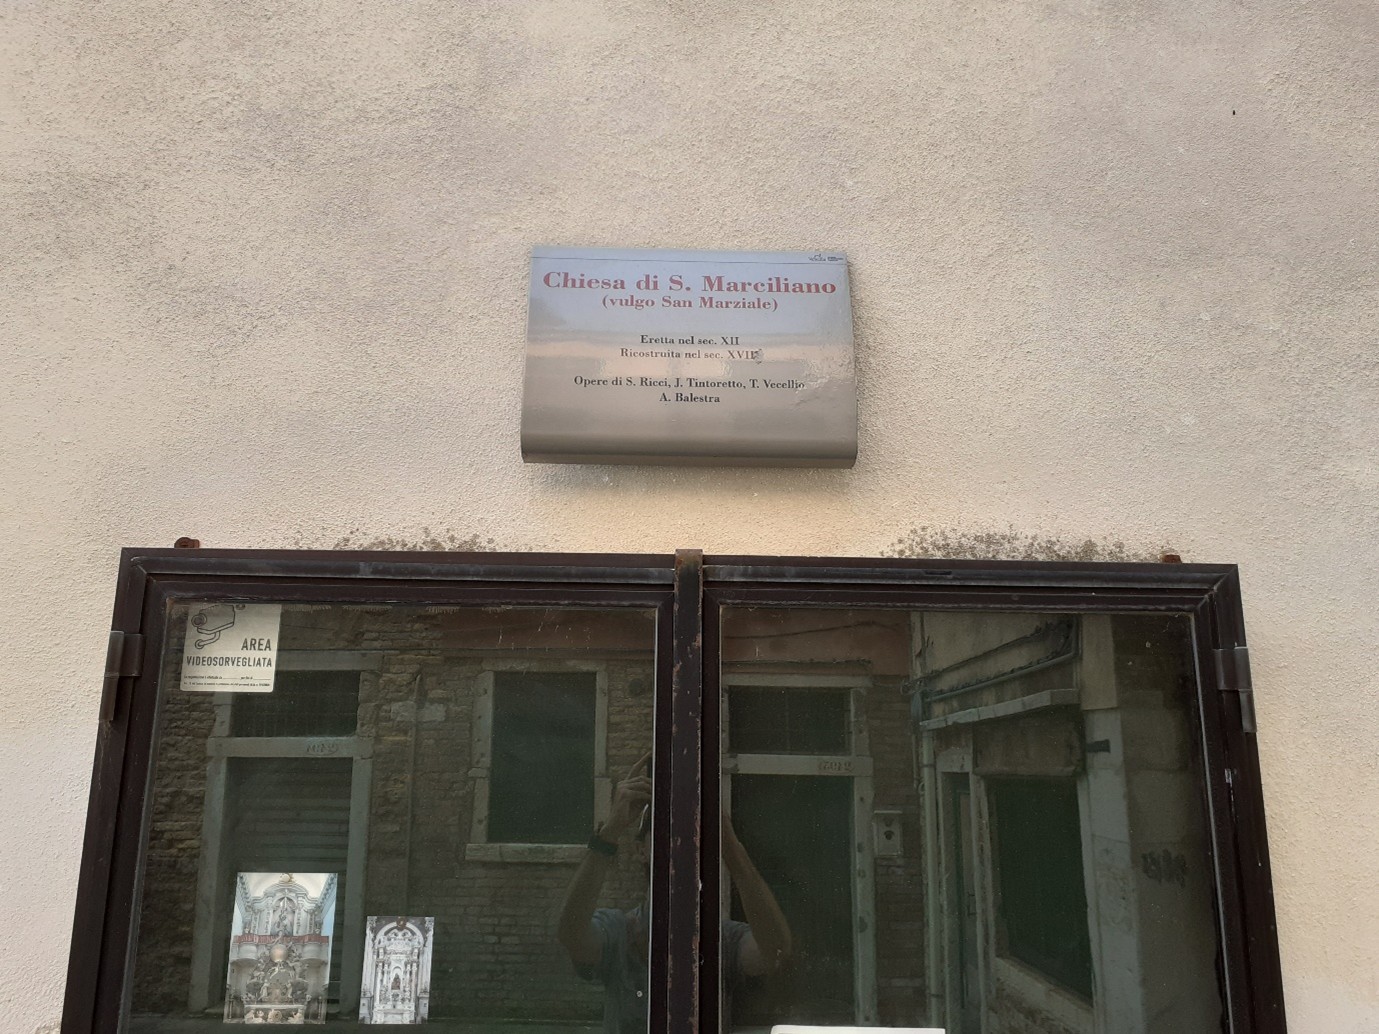 Chiesa di S. Marciliano
(vulgo San Marziale)
Eretta nel sec. XII
Ricostruita nel sec. XVII
Opere di S. Ricci, J. Tintoretto, T. Vecellio
A. Balestra
AREA
VIDEOSORVEGLIATA